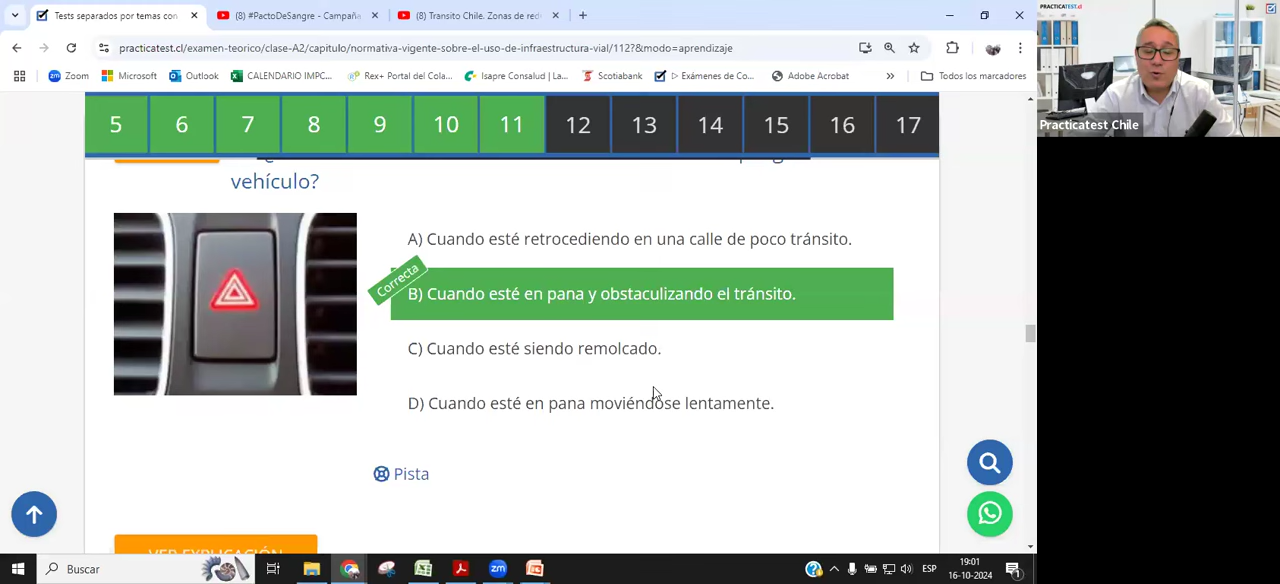 Tests separados por temas con
#PactoDeSangre - Campaña
(8) Transito Chile. Zonas de red
practicatest.cl/examen-teorico/clase-A2/capitulo/normativa-vigente-sobre-el-uso-de-infraestructura-vial/112?&modo=aprendizaje
Zoom
Microsoft
Outlook
CALENDARIO IMPC...
Rex+ Portal del Cola...
Isapre Consalud | La...
Scotiabank
Exámenes de Co...
Adobe Acrobat
Todos los marcadores
PRACTICATEST.cl
Practicatest Chile
5 6 7 8 9 10 11 12 13 14 15 16 17
vehículo?
A) Cuando esté retrocediendo en una calle de poco tránsito.
Correcta
B) Cuando esté en pana y obstaculizando el tránsito.
C) Cuando esté siendo remolcado.
D) Cuando esté en pana moviéndose lentamente.
Pista
VER EXPLICACIÓN
Buscar
ESP
19:01
16-10-2024